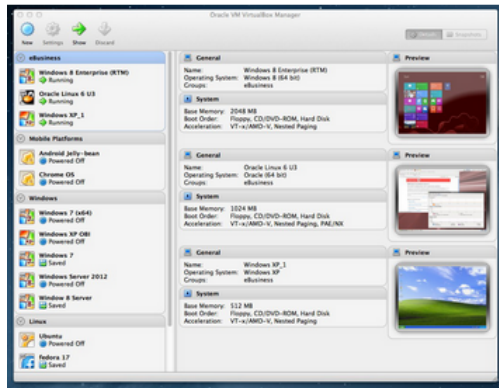 Oracle VM VirtualBox Manager
New Settings Show Discard
Details Snapshots
eBusiness
Windows 8 Enterprise (RTM)
Running
Oracle Linux 6 U3
Running
Windows XP_1
Running
Mobile Platforms
Android Jelly-bean
Powered Off
Chrome OS
Powered Off
Windows
Windows 7 (x64)
Powered Off
Windows XP OBI
Powered Off
Windows 7
Saved
Windows Server 2012
Powered Off
Window 8 Server
Saved
Linux
Ubuntu
Powered Off
fedora 17
Saved
General
Name: Windows 8 Enterprise (RTM)
Operating System: Windows 8 (64 bit)
Groups: eBusiness
System
Base Memory: 2048 MB
Boot Order: Floppy, CD/DVD-ROM, Hard Disk
Acceleration: VT-x/AMD-V, Nested Paging
Preview
General
Name: Oracle Linux 6 U3
Operating System: Oracle (64 bit)
Groups: eBusiness
System
Base Memory: 1024 MB
Boot Order: Floppy, CD/DVD-ROM, Hard Disk
Acceleration: VT-x/AMD-V, Nested Paging, PAE/NX
Preview
General
Name: Windows XP_1
Operating System: Windows XP
Groups: eBusiness
System
Base Memory: 512 MB
Boot Order: Floppy, CD/DVD-ROM, Hard Disk
Acceleration: VT-x/AMD-V, Nested Paging
Preview